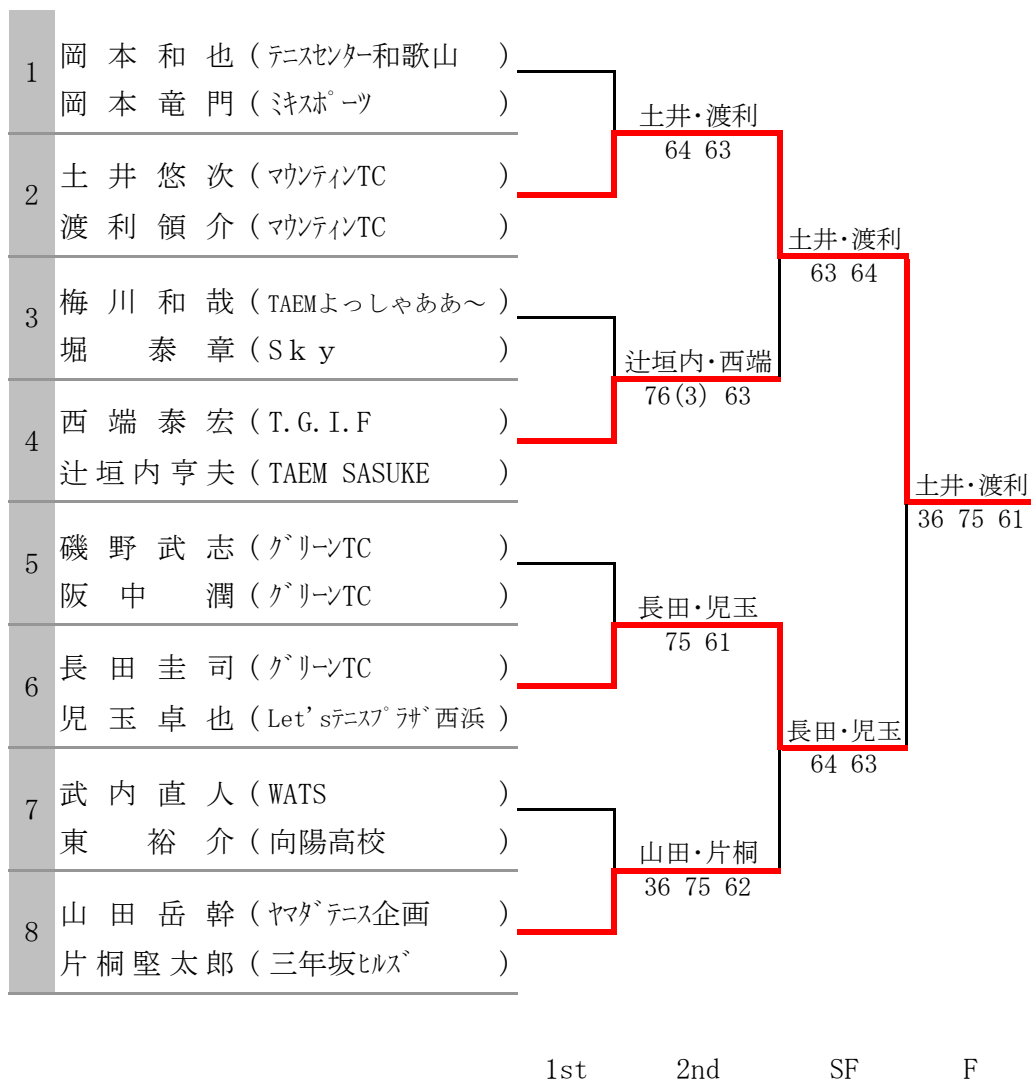 1
岡本和也(ﾃﾆｽｾﾝﾀｰ和歌山)
岡本竜門(ﾐｷｽﾎﾟｰﾂ)
2
土井悠次(ﾏｳﾝﾃｨﾝTC)
渡利領介(ﾏｳﾝﾃｨﾝTC)
3
梅川和哉(TAEMよっしゃああ～)
堀 泰章(Ｓｋｙ)
4
西端泰宏(T.G.I.F)
辻垣内亨夫(TAEM SASUKE)
5
磯野武志(ｸﾞﾘｰﾝTC)
阪中 潤(ｸﾞﾘｰﾝTC)
6
長田圭司(ｸﾞﾘｰﾝTC)
児玉卓也(Let'sﾃﾆｽﾌﾟﾗｻﾞ西浜)
7
武内直人(WATS)
東 裕介(向陽高校)
8
山田岳幹(ﾔﾏﾀﾞﾃﾆｽ企画)
片桐堅太郎(三年坂ﾋﾙｽﾞ)
土井･渡利
64 63
辻垣内･西端
76(3) 63
長田･児玉
75 61
山田･片桐
36 75 62
土井･渡利
63 64
長田･児玉
64 63
土井･渡利
36 75 61
1st 2nd SF F